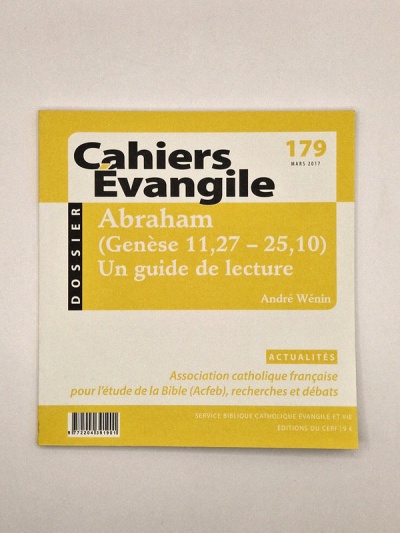 Cahiers
Évangile
179
MARS 2017
DOSSIER
Abraham
(Genèse 11,27 – 25,10)
Un guide de lecture
André Wénin
ACTUALITÉS
Association catholique française
pour l'étude de la Bible (Acfeb), recherches et débats
SERVICE BIBLIQUE CATHOLIQUE ÉVANGILE ET VIE
ÉDITIONS DU CERF